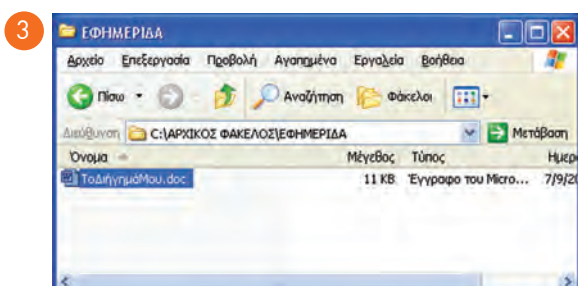 3
ΕΦΗΜΕΡΙΔΑ
Αρχείο Επεξεργασία Προβολή Αγαπημένα Εργαλεία Βοήθεια
Πίσω Αναζήτηση Φάκελοι
Διεύθυνση C:\ΑΡΧΙΚΟΣ ΦΑΚΕΛΟΣ\ΕΦΗΜΕΡΙΔΑ Μετάβαση
Όνομα Μέγεθος Τύπος Ημερ
ΤοΔιήγημάΜου.doc 11 KB Έγγραφο του Micro... 7/9/20